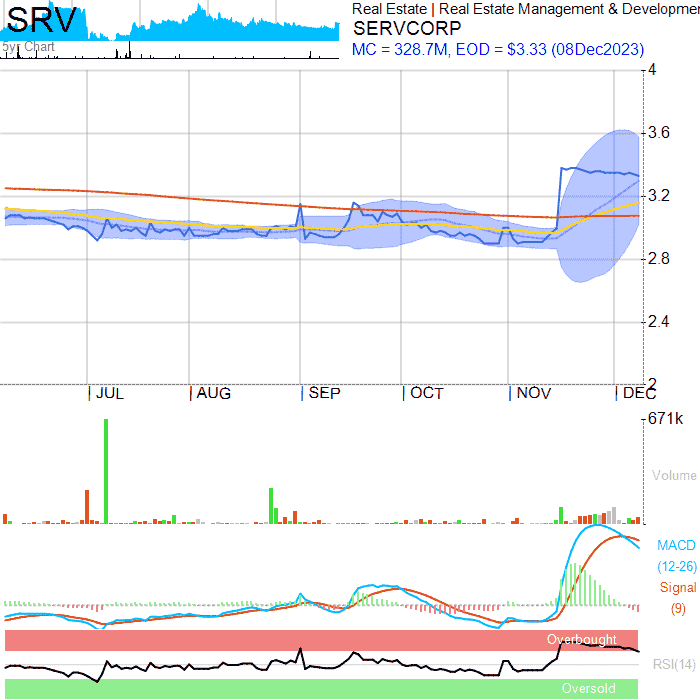 SRV
5yr Chart
Real Estate | Real Estate Management & Developmen
SERVCORP
MC = 328.7M, EOD = $3.33 (08Dec2023)
4
3.6
3.2
2.8
2.4
2
JUL
AUG
SEP
OCT
NOV
DEC
671k
Volume
MACD
(12-26)
Signal
(9)
Overbought
RSI(14)
Oversold